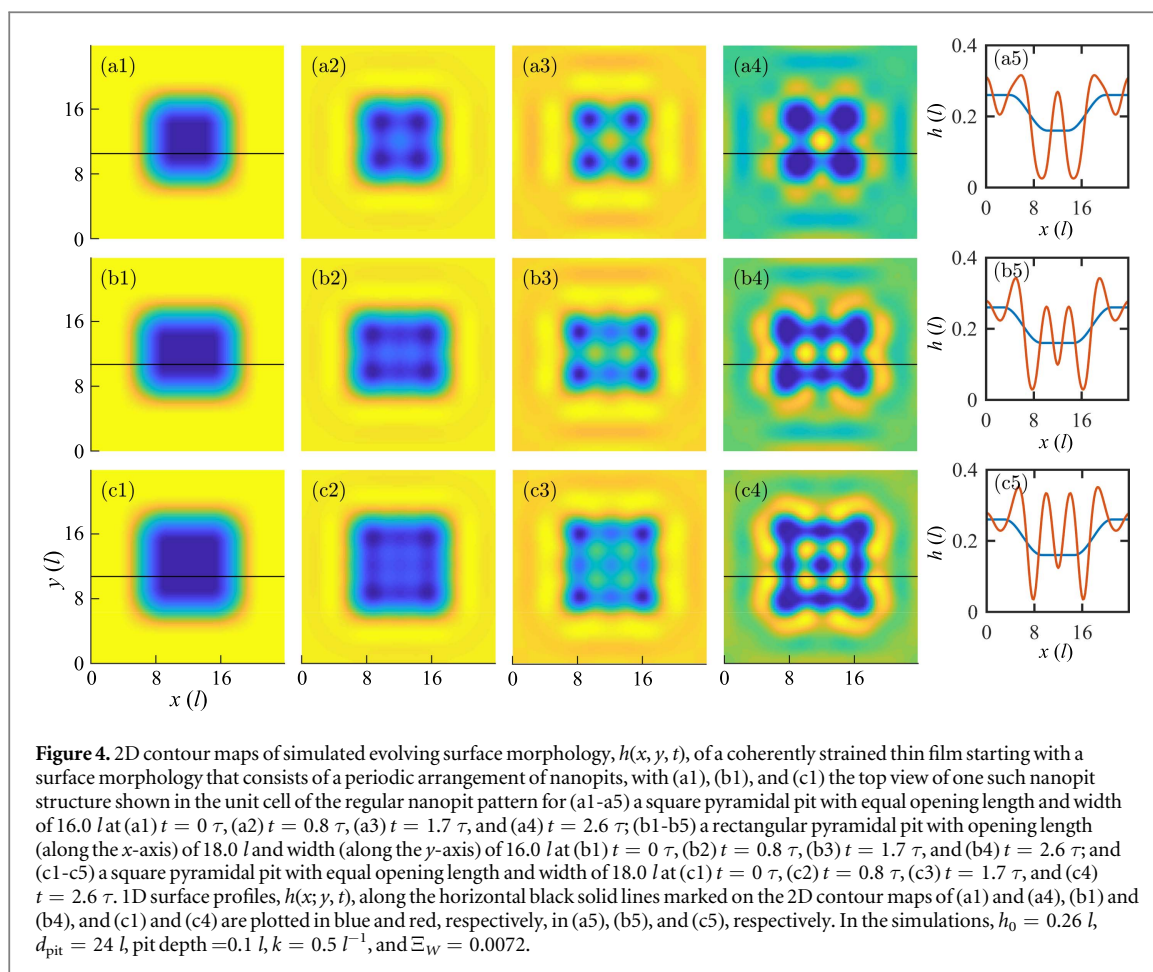 (a1) (a2) (a3) (a4) (a5)
16
8
0
0.4
0.2
0
h (l)
0 8 16
x (l)
(b1) (b2) (b3) (b4) (b5)
16
8
0
0.4
0.2
0
h (l)
0 8 16
x (l)
(c1) (c2) (c3) (c4) (c5)
16
8
0
y (l)
0 8 16
x (l)
0 8 16
x (l)
0.4
0.2
0
h (l)
0 8 16
x (l)
Figure 4. 2D contour maps of simulated evolving surface morphology, h(x, y, t), of a coherently strained thin film starting with a
surface morphology that consists of a periodic arrangement of nanopits, with (a1), (b1), and (c1) the top view of one such nanopit
structure shown in the unit cell of the regular nanopit pattern for (a1-a5) a square pyramidal pit with equal opening length and width
of 16.0 l at (a1) t = 0 τ, (a2) t = 0.8 τ, (a3) t = 1.7 τ, and (a4) t = 2.6 τ; (b1-b5) a rectangular pyramidal pit with opening length
(along the x-axis) of 18.0 l and width (along the y-axis) of 16.0 l at (b1) t = 0 τ, (b2) t = 0.8 τ, (b3) t = 1.7 τ, and (b4) t = 2.6 τ; and
(c1-c5) a square pyramidal pit with equal opening length and width of 18.0 l at (c1) t = 0 τ, (c2) t = 0.8 τ, (c3) t = 1.7 τ, and (c4)
t = 2.6 τ. 1D surface profiles, h(x; y, t), along the horizontal black solid lines marked on the 2D contour maps of (a1) and (a4), (b1) and
(b4), and (c1) and (c4) are plotted in blue and red, respectively, in (a5), (b5), and (c5), respectively. In the simulations, h₀ = 0.26 l,
d_pit = 24 l, pit depth =0.1 l, k = 0.5 l⁻¹, and Ξ_W = 0.0072.